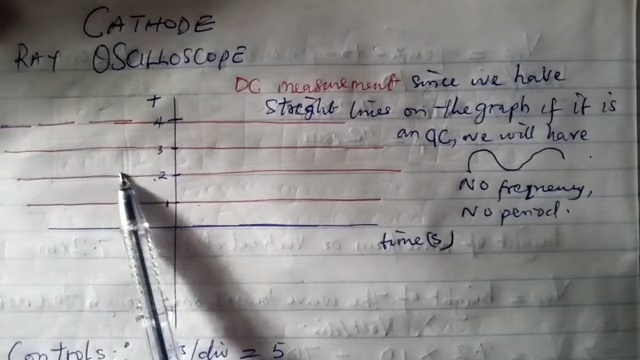 CATHODE
RAY OSCILLOSCOPE
DC measurement since we have
Streight lines on the graph if it is
an ac, we will have
+
4
3
2
1
No frequency,
No period.
time(s)
Controls: s/div = 5